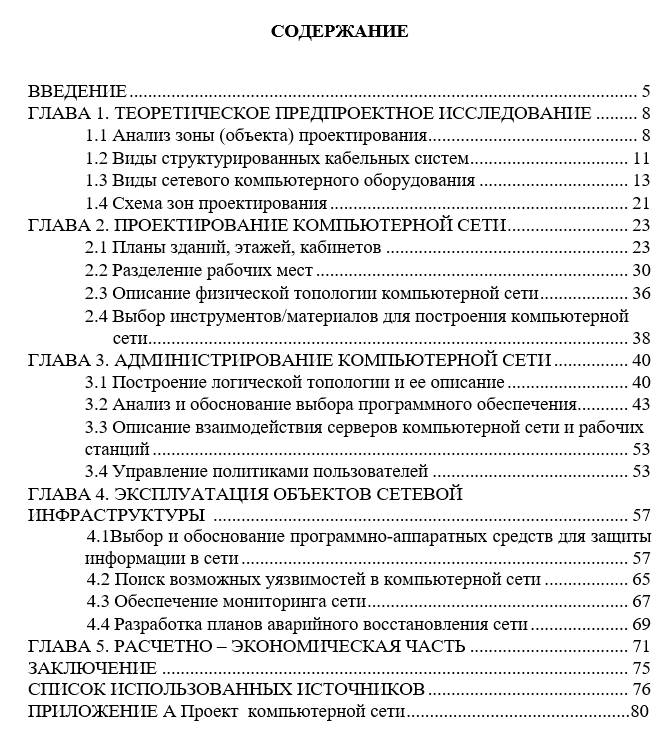 СОДЕРЖАНИЕ
ВВЕДЕНИЕ ........ 5
ГЛАВА 1. ТЕОРЕТИЧЕСКОЕ ПРЕДПРОЕКТНОЕ ИССЛЕДОВАНИЕ ........ 8
1.1 Анализ зоны (объекта) проектирования ........ 8
1.2 Виды структурированных кабельных систем ........ 11
1.3 Виды сетевого компьютерного оборудования ........ 13
1.4 Схема зон проектирования ........ 21
ГЛАВА 2. ПРОЕКТИРОВАНИЕ КОМПЬЮТЕРНОЙ СЕТИ ........ 23
2.1 Планы зданий, этажей, кабинетов ........ 23
2.2 Разделение рабочих мест ........ 30
2.3 Описание физической топологии компьютерной сети ........ 36
2.4 Выбор инструментов/материалов для построения компьютерной
сети ........ 38
ГЛАВА 3. АДМИНИСТРИРОВАНИЕ КОМПЬЮТЕРНОЙ СЕТИ ........ 40
3.1 Построение логической топологии и ее описание ........ 40
3.2 Анализ и обоснование выбора программного обеспечения ........ 43
3.3 Описание взаимодействия серверов компьютерной сети и рабочих
станций ........ 53
3.4 Управление политиками пользователей ........ 53
ГЛАВА 4. ЭКСПЛУАТАЦИЯ ОБЪЕКТОВ СЕТЕВОЙ
ИНФРАСТРУКТУРЫ ........ 57
4.1Выбор и обоснование программно-аппаратных средств для защиты
информации в сети ........ 57
4.2 Поиск возможных уязвимостей в компьютерной сети ........ 65
4.3 Обеспечение мониторинга сети ........ 67
4.4 Разработка планов аварийного восстановления сети ........ 69
ГЛАВА 5. РАСЧЕТНО – ЭКОНОМИЧЕСКАЯ ЧАСТЬ ........ 71
ЗАКЛЮЧЕНИЕ ........ 75
СПИСОК ИСПОЛЬЗОВАННЫХ ИСТОЧНИКОВ ........ 76
ПРИЛОЖЕНИЕ А Проект компьютерной сети ........ 80